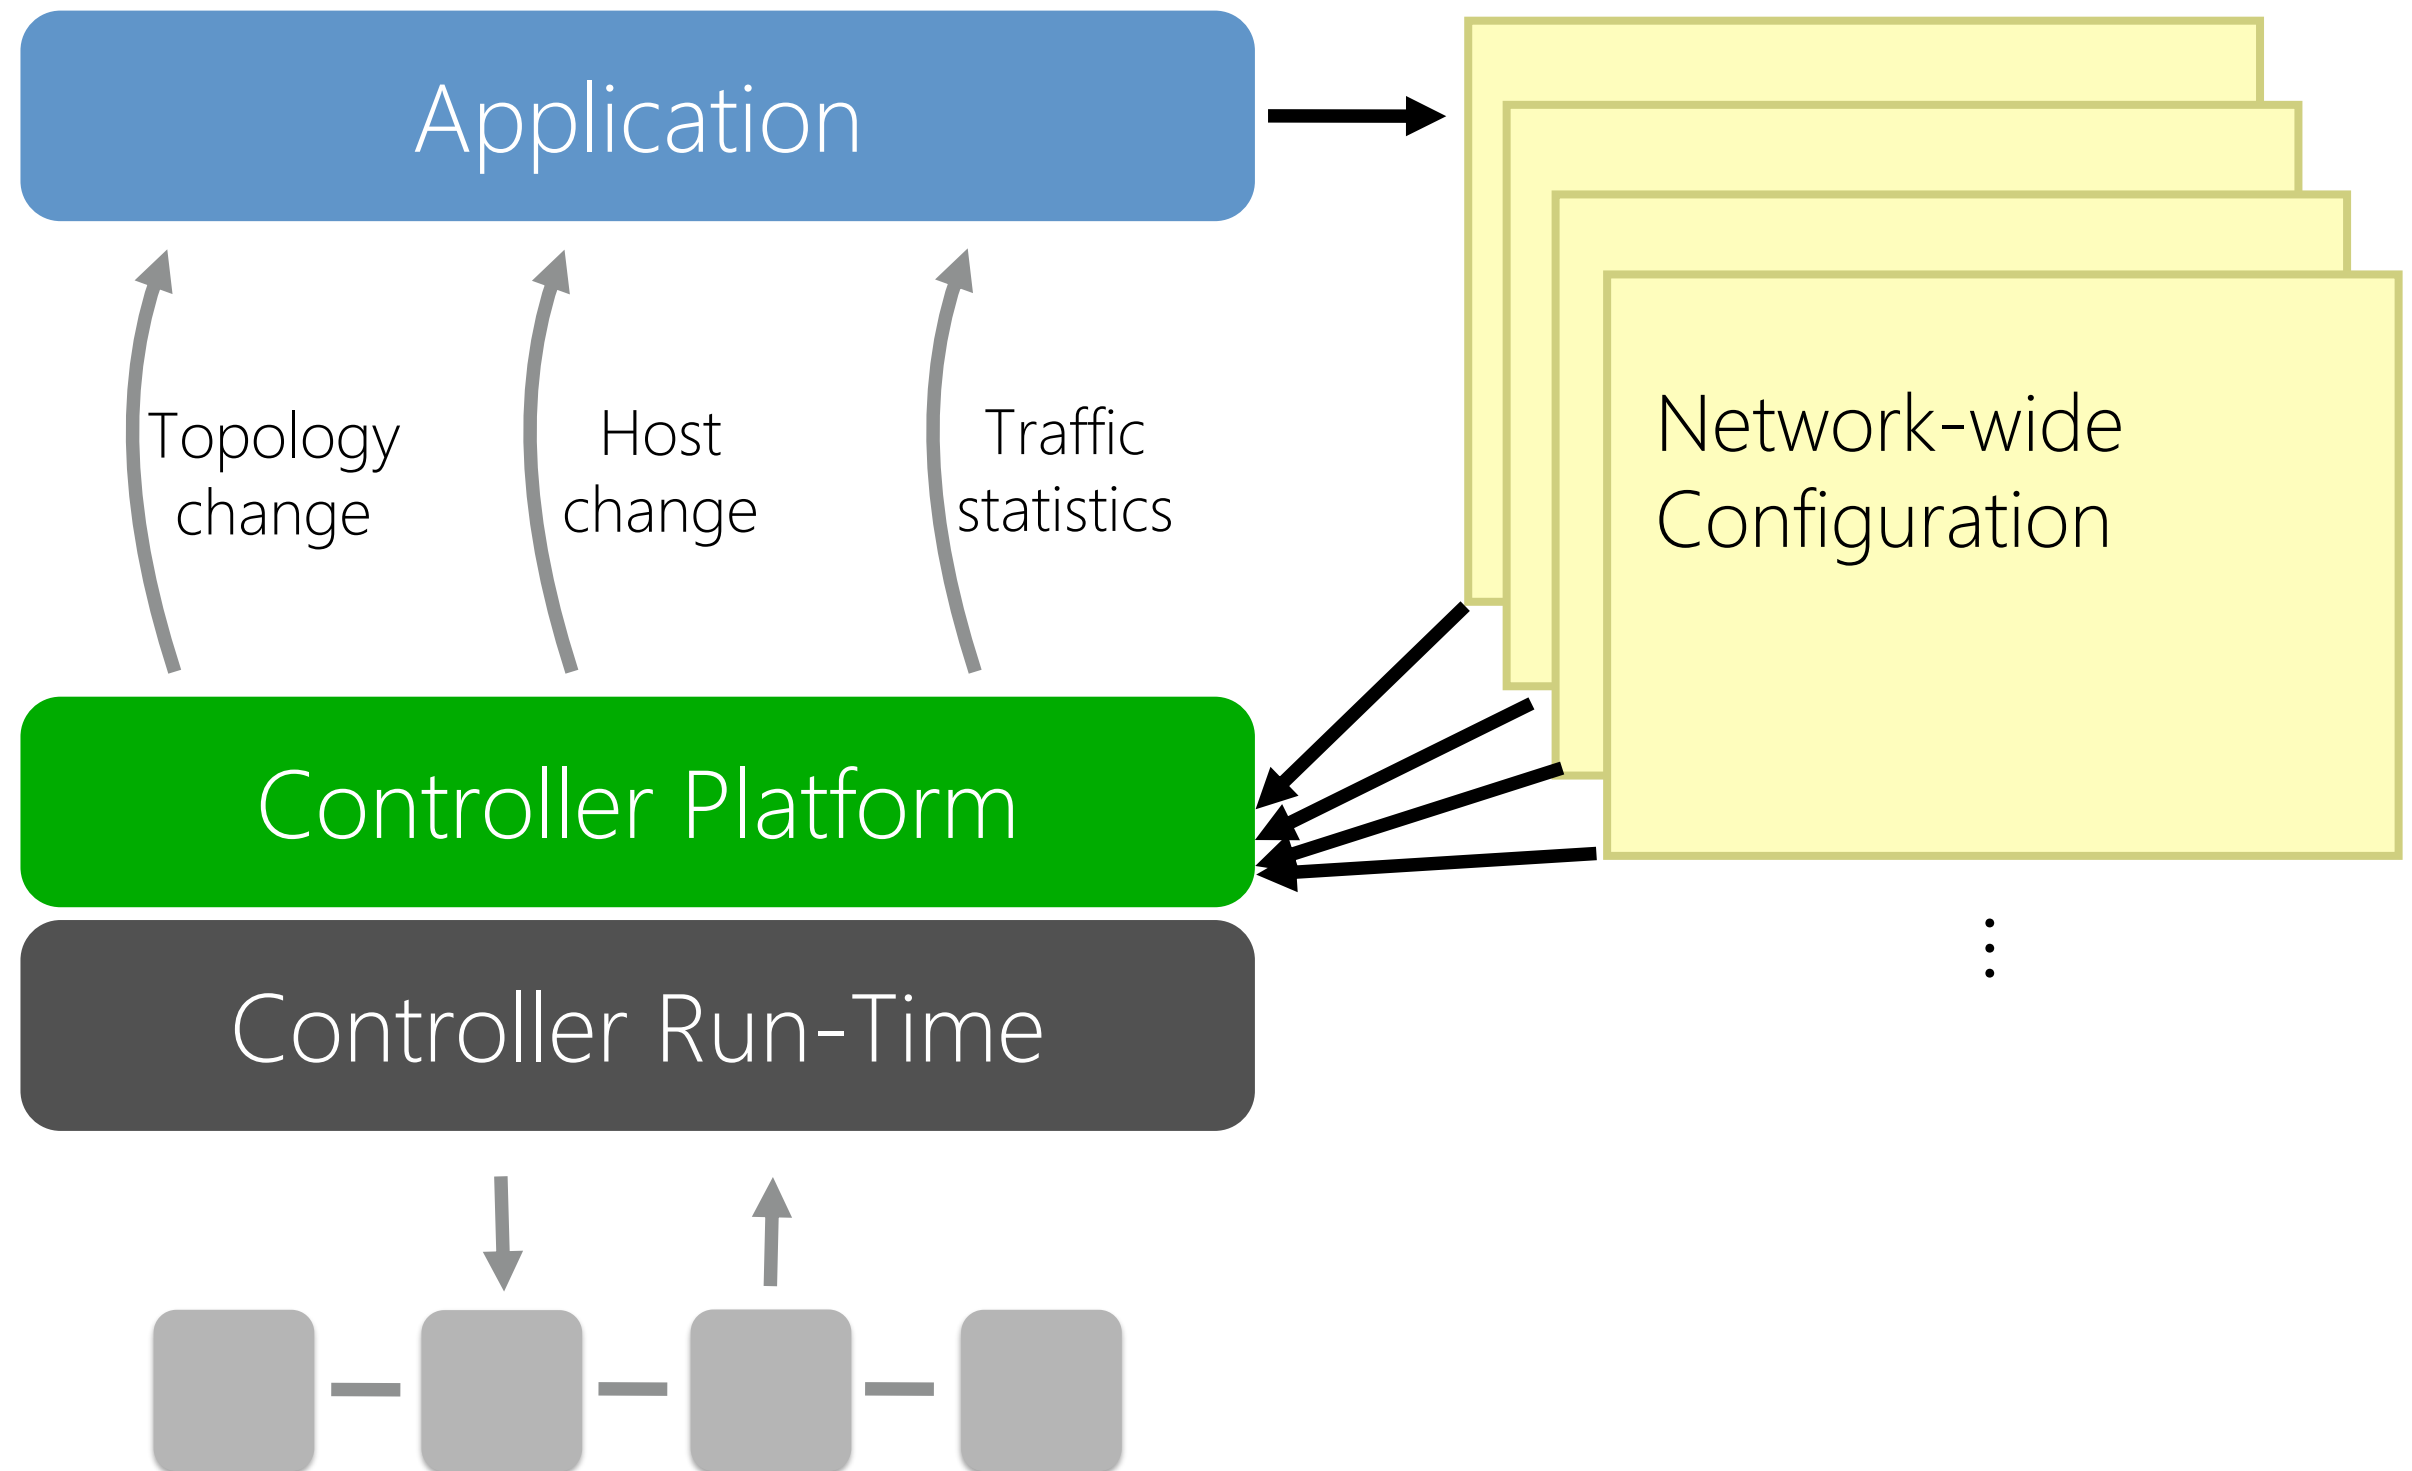 Application
Topology
change
Host
change
Traffic
statistics
Network-wide
Configuration
Controller Platform
Controller Run-Time